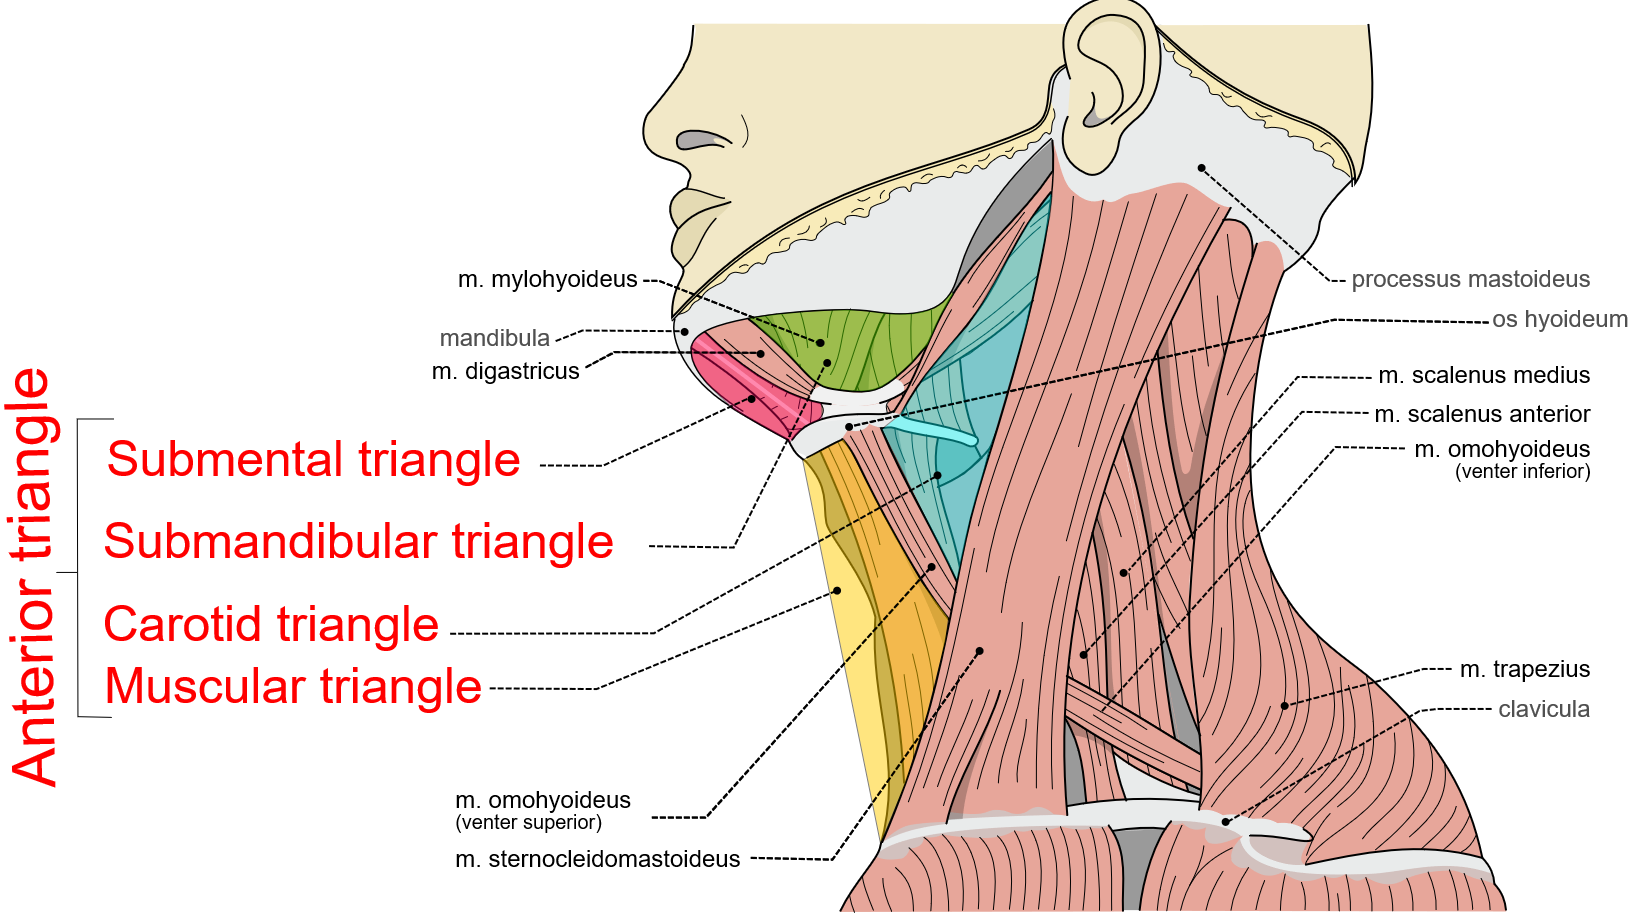 Anterior triangle
m. mylohyoideus
mandibula
m. digastricus
Submental triangle
Submandibular triangle
Carotid triangle
Muscular triangle
m. omohyoideus
(venter superior)
m. sternocleidomastoideus
processus mastoideus
os hyoideum
m. scalenus medius
m. scalenus anterior
m. omohyoideus
(venter inferior)
m. trapezius
clavicula